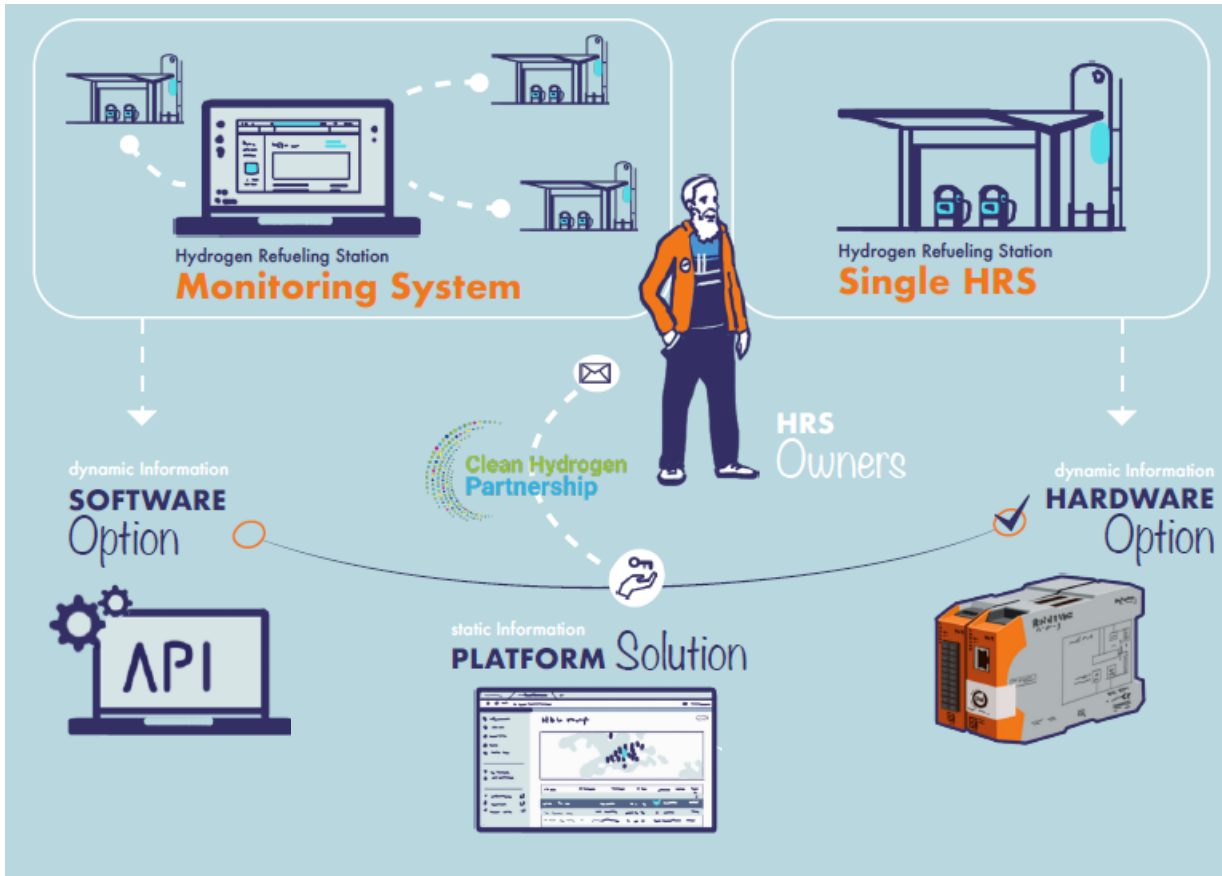 Hydrogen Refueling Station
Monitoring System
Hydrogen Refueling Station
Single HRS
HRS
Owners
Clean Hydrogen
Partnership
dynamic Information
SOFTWARE
Option
dynamic Information
HARDWARE
Option
API
static Information
PLATFORM Solution